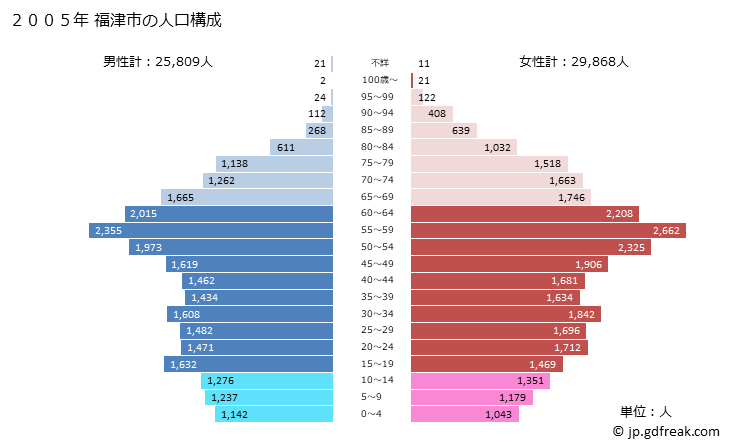 ２００５年 福津市の人口構成
男性計：25,809人 女性計：29,868人
21 不詳 11
2 100歳～ 21
24 95～99 122
112 90～94 408
268 85～89 639
611 80～84 1,032
1,138 75～79 1,518
1,262 70～74 1,663
1,665 65～69 1,746
2,015 60～64 2,208
2,355 55～59 2,662
1,973 50～54 2,325
1,619 45～49 1,906
1,462 40～44 1,681
1,434 35～39 1,634
1,608 30～34 1,842
1,482 25～29 1,696
1,471 20～24 1,712
1,632 15～19 1,469
1,276 10～14 1,351
1,237 5～9 1,179
1,142 0～4 1,043
単位：人
© jp.gdfreak.com